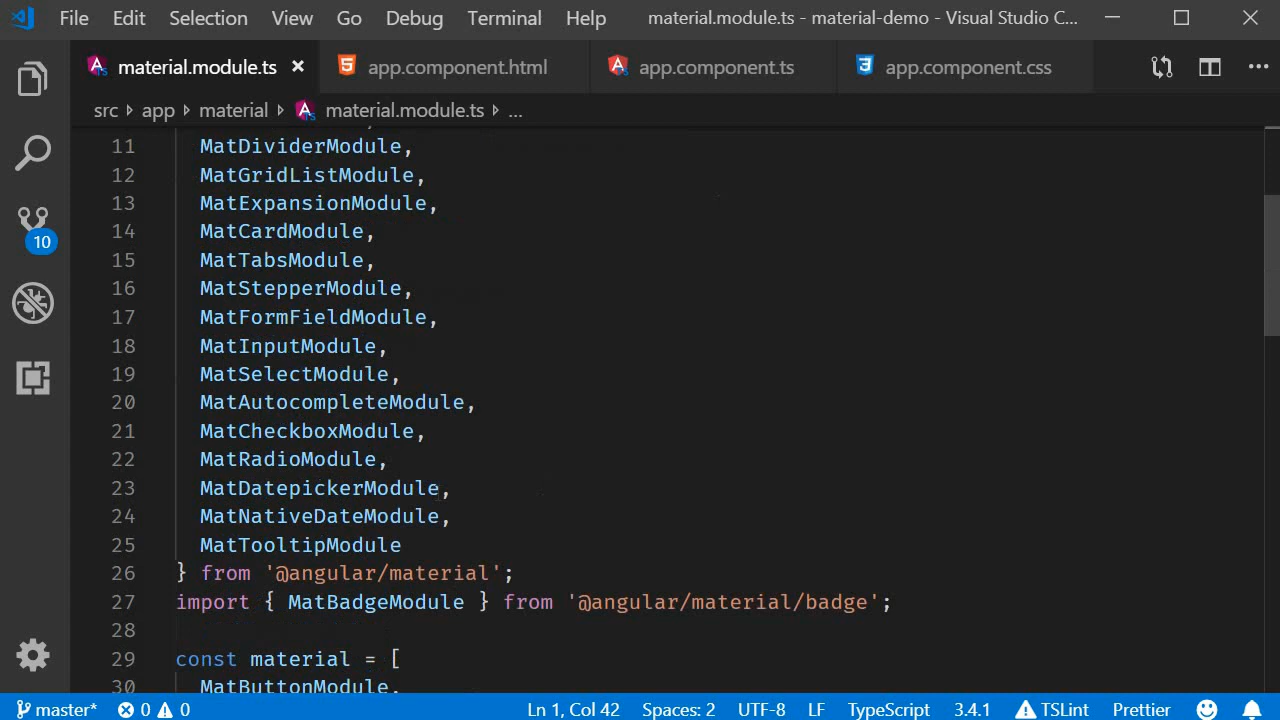 File Edit Selection View Go Debug Terminal Help material.module.ts - material-demo - Visual Studio C...
material.module.ts app.component.html app.component.ts app.component.css
src app material material.module.ts ...
11 MatDividerModule,
12 MatGridListModule,
13 MatExpansionModule,
14 MatCardModule,
15 MatTabsModule,
16 MatStepperModule,
17 MatFormFieldModule,
18 MatInputModule,
19 MatSelectModule,
20 MatAutocompleteModule,
21 MatCheckboxModule,
22 MatRadioModule,
23 MatDatepickerModule,
24 MatNativeDateModule,
25 MatTooltipModule
26 } from '@angular/material';
27 import { MatBadgeModule } from '@angular/material/badge';
28
29 const material = [
30 MatButtonModule,
10
master* 0 0 Ln 1, Col 42 Spaces: 2 UTF-8 LF TypeScript 3.4.1 TSLint Prettier